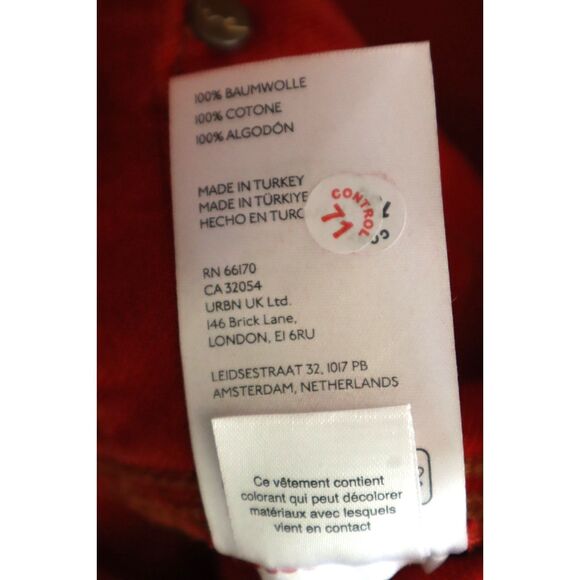 100% BAUMWOLLE
100% COTONE
100% ALGODÓN
MADE IN TURKEY
MADE IN TÜRKIYE
HECHO EN TURC
CONTROL
71
RN 66170
CA 32054
URBN UK Ltd.
146 Brick Lane,
LONDON, E1 6RU
LEIDSESTRAAT 32, 1017 PB
AMSTERDAM, NETHERLANDS
Ce vêtement contient
colorant qui peut décolorer
matériaux avec lesquels
vient en contact